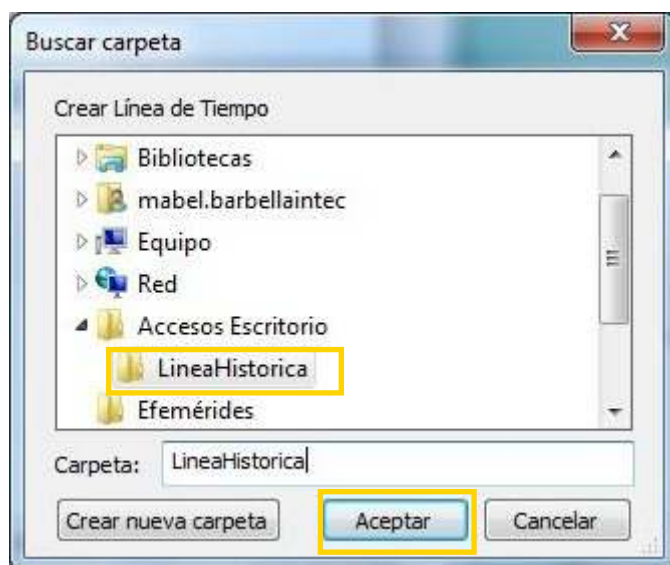 Buscar carpeta
Crear Línea de Tiempo
Bibliotecas
mabel.barbellaintec
Equipo
Red
Accesos Escritorio
LineaHistorica
Efemérides
Carpeta: LineaHistorica
Crear nueva carpeta Aceptar Cancelar